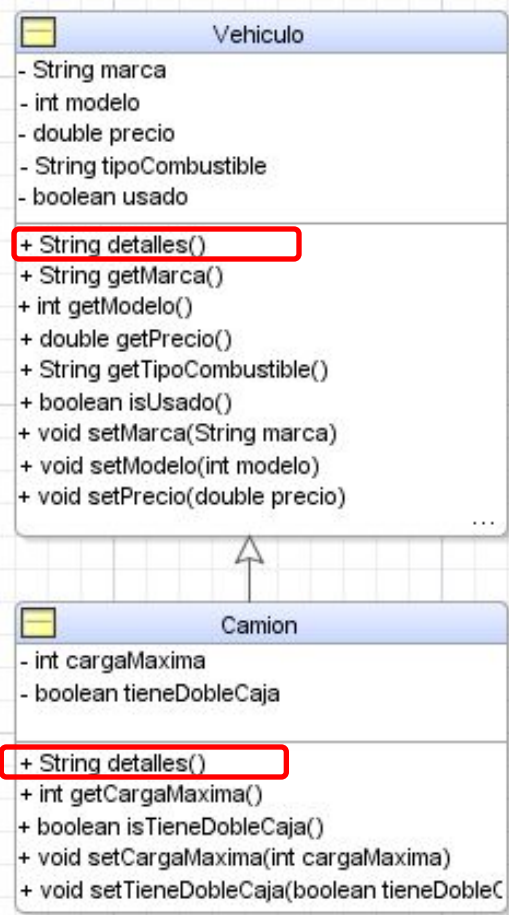 Vehiculo
- String marca
- int modelo
- double precio
- String tipoCombustible
- boolean usado
+ String detalles()
+ String getMarca()
+ int getModelo()
+ double getPrecio()
+ String getTipoCombustible()
+ boolean isUsado()
+ void setMarca(String marca)
+ void setModelo(int modelo)
+ void setPrecio(double precio)
...
Camion
- int cargaMaxima
- boolean tieneDobleCaja
+ String detalles()
+ int getCargaMaxima()
+ boolean isTieneDobleCaja()
+ void setCargaMaxima(int cargaMaxima)
+ void setTieneDobleCaja(boolean tieneDobleC